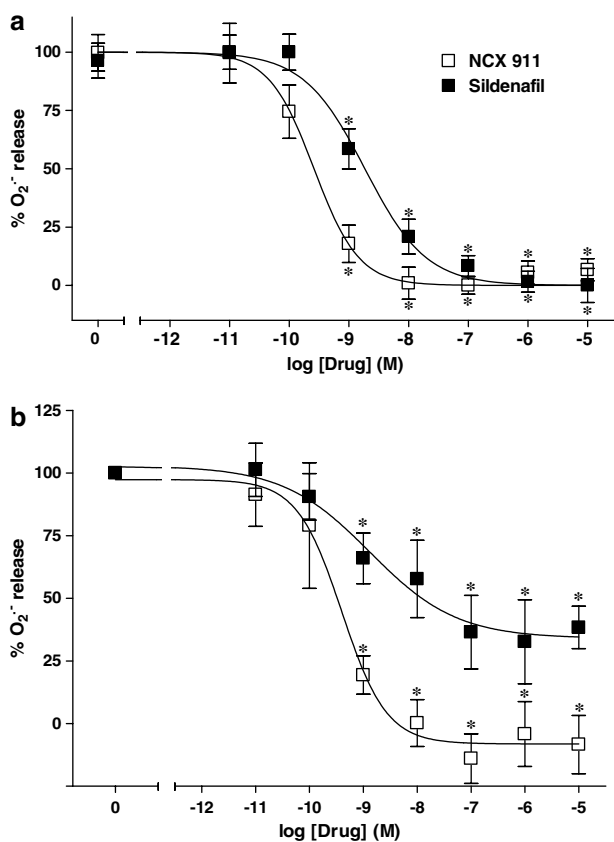 a
100
75
50
25
0
% O₂·⁻ release
NCX 911
Sildenafil
* * * * *
* * * *
0 -12 -11 -10 -9 -8 -7 -6 -5
log [Drug] (M)
b
125
100
75
50
25
0
% O₂·⁻ release
* * * * *
* * * * *
0 -12 -11 -10 -9 -8 -7 -6 -5
log [Drug] (M)